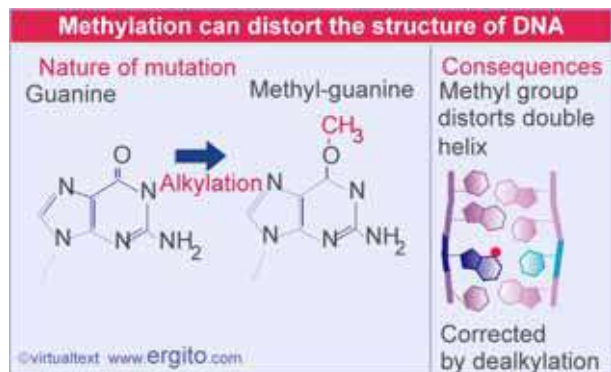 Methylation can distort the structure of DNA
Nature of mutation
Guanine
Methyl-guanine
CH3
O
O
Alkylation
N
N
N
N
NH2
N
N
N
N
NH2
Consequences
Methyl group
distorts double
helix
Corrected
by dealkylation
©virtualtext www.ergito.com